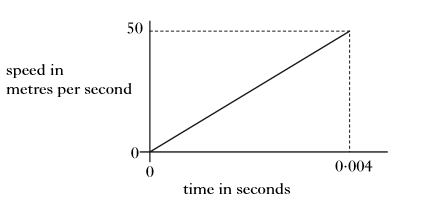 50
speed in
metres per second
0
0
0·004
time in seconds